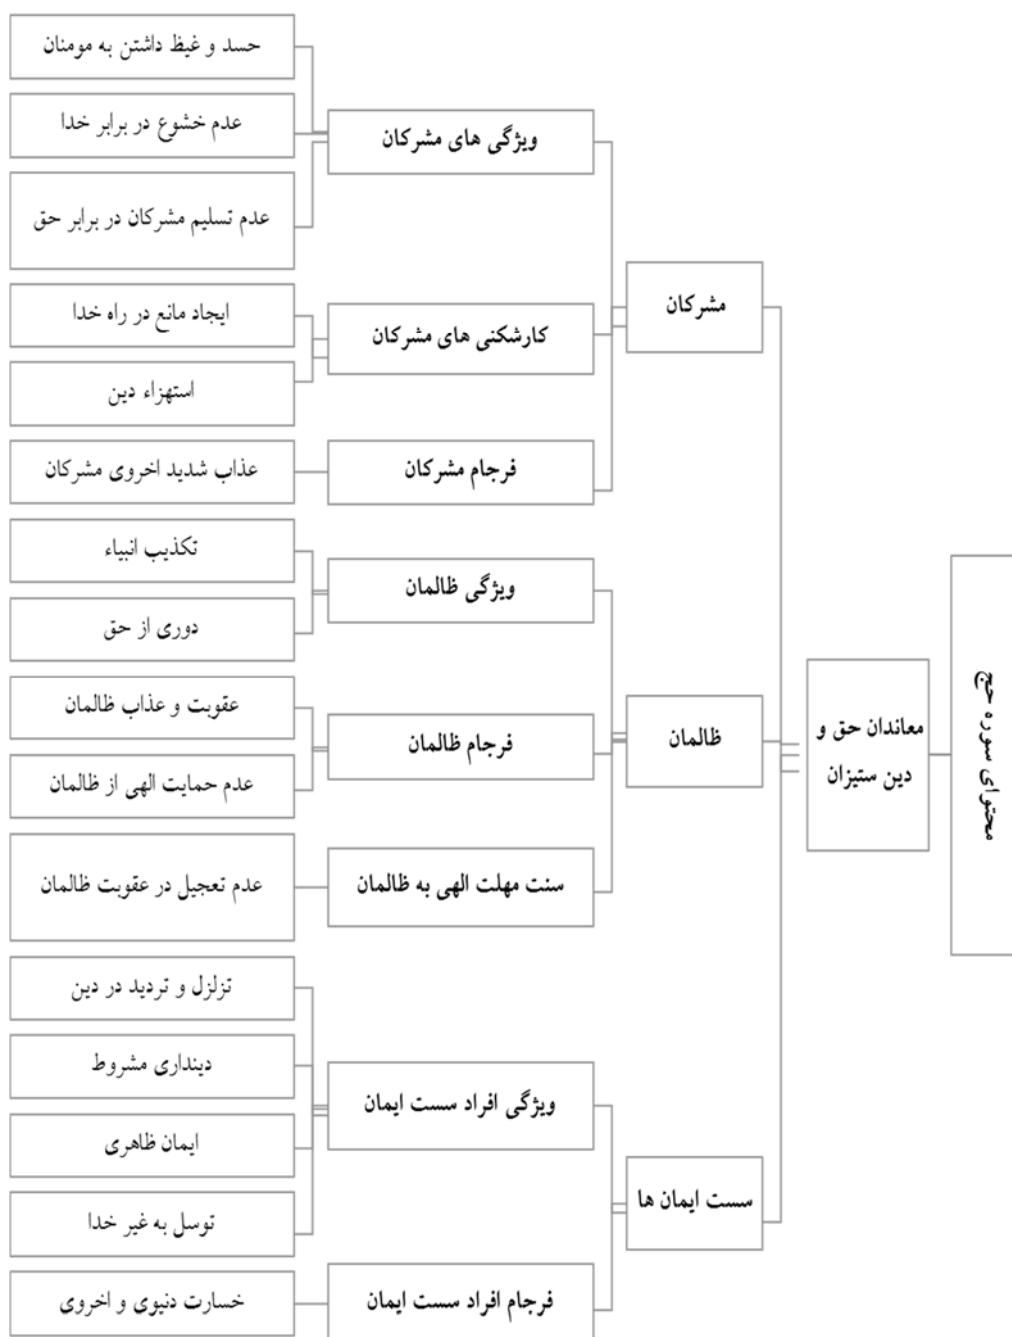 محتوای سوره حج
معاندان حق و
دین ستیزان
مشرکان
ویژگی های مشرکان
حسد و غیظ داشتن به مومنان
عدم خشوع در برابر خدا
عدم تسلیم مشرکان در برابر حق
کارشکنی های مشرکان
ایجاد مانع در راه خدا
استهزاء دین
فرجام مشرکان
عذاب شدید اخروی مشرکان
ظالمان
ویژگی ظالمان
تکذیب انبیاء
دوری از حق
فرجام ظالمان
عقوبت و عذاب ظالمان
عدم حمایت الهی از ظالمان
سنت مهلت الهی به ظالمان
عدم تعجیل در عقوبت ظالمان
سست ایمان ها
ویژگی افراد سست ایمان
تزلزل و تردید در دین
دینداری مشروط
ایمان ظاهری
توسل به غیر خدا
فرجام افراد سست ایمان
خسارت دنیوی و اخروی